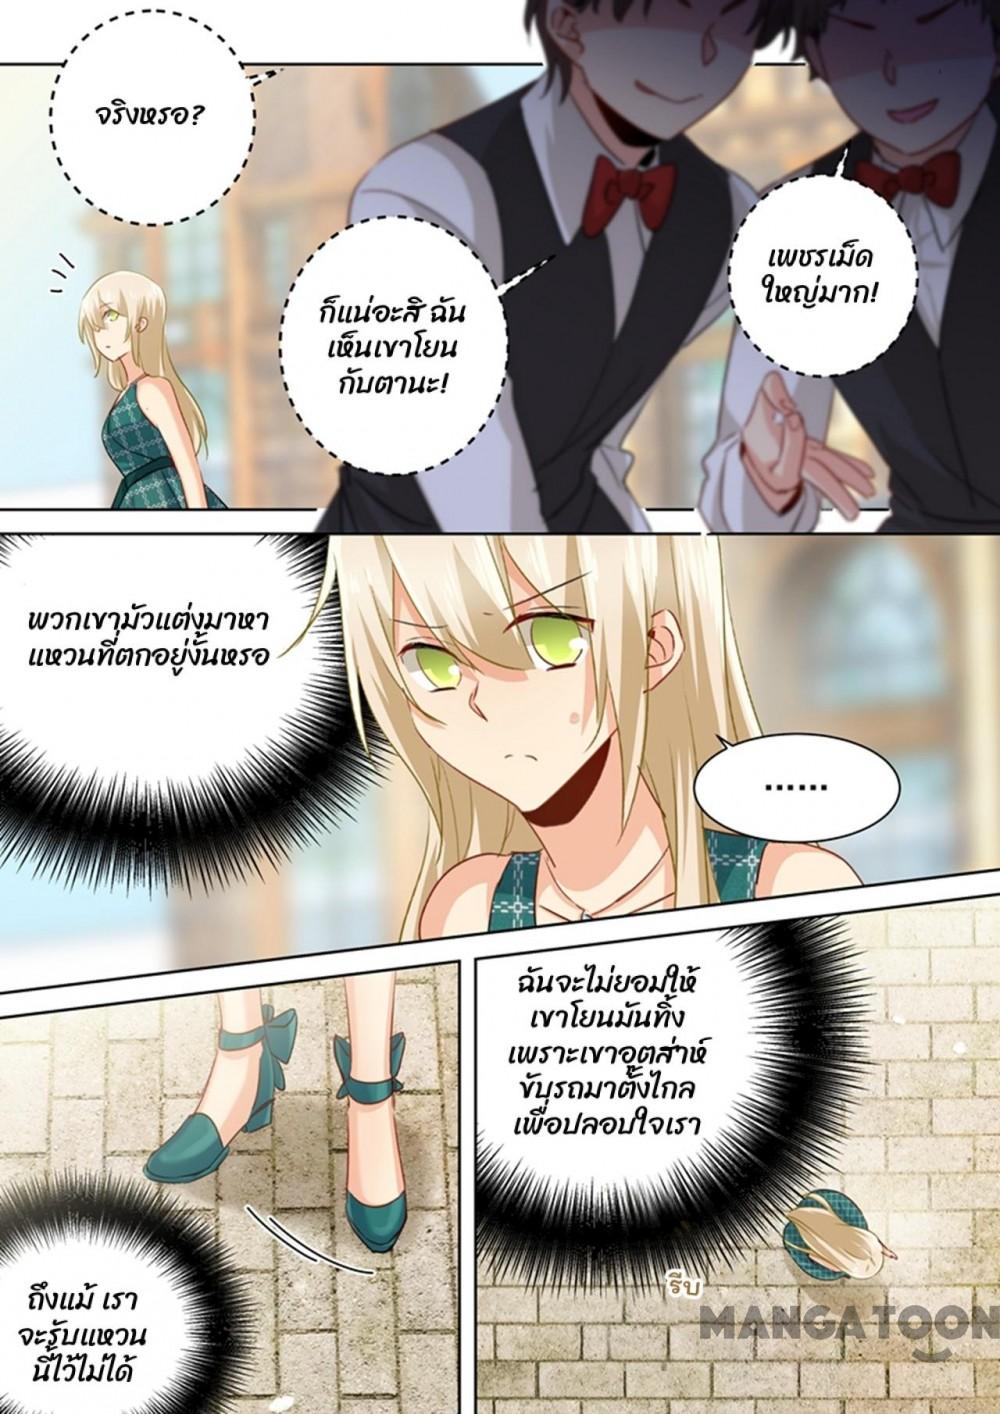 จริงหรอ?
เพชรเม็ด
ใหญ่มาก!
ก็แน่อะสิ ฉัน
เห็นเขาโยน
กับตานะ!
พวกเขามัวแต่งมาหา
แหวนที่ตกอยู่งั้นหรอ
......
ฉันจะไม่ยอมให้
เขาโยนมันทิ้ง
เพราะเขาอุตส่าห์
ขับรถมาตั้งไกล
เพื่อปลอบใจเรา
ถึงแม้ เรา
จะรับแหวน
นี้ไว้ไม่ได้
รีบ
MANGATOON